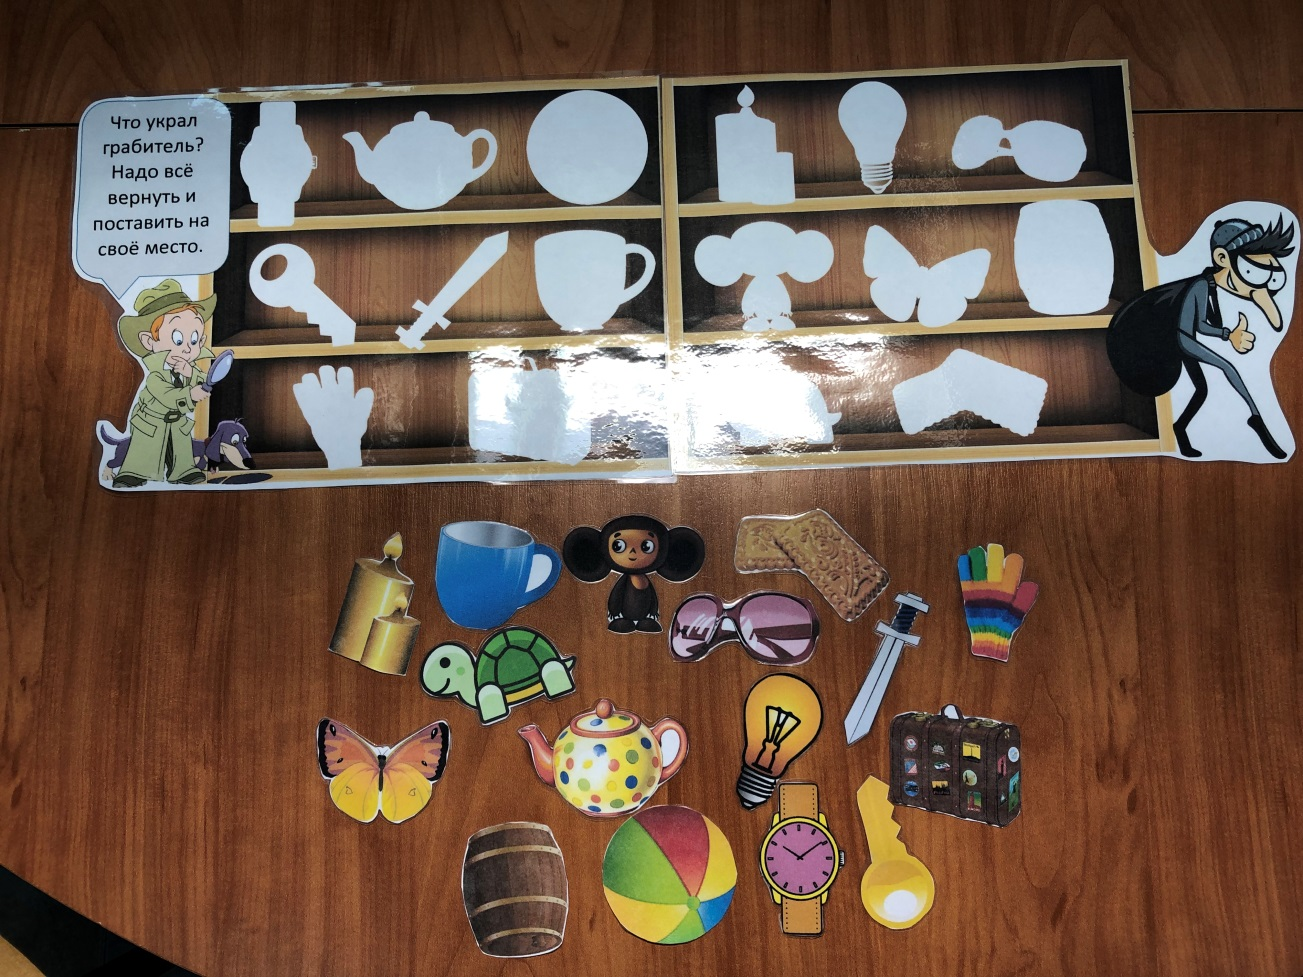 Что украл
грабитель?
Надо всё
вернуть и
поставить на
своё место.